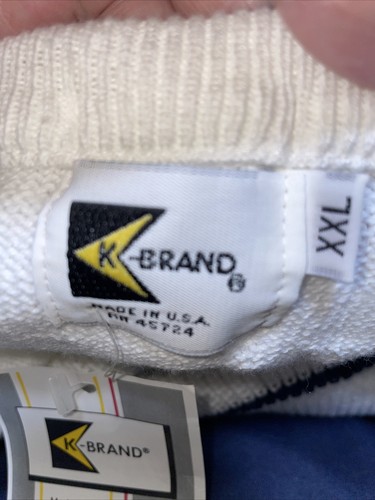 K-BRAND®
MADE IN U.S.A.
RN 45724
XXL
K-BRAND®